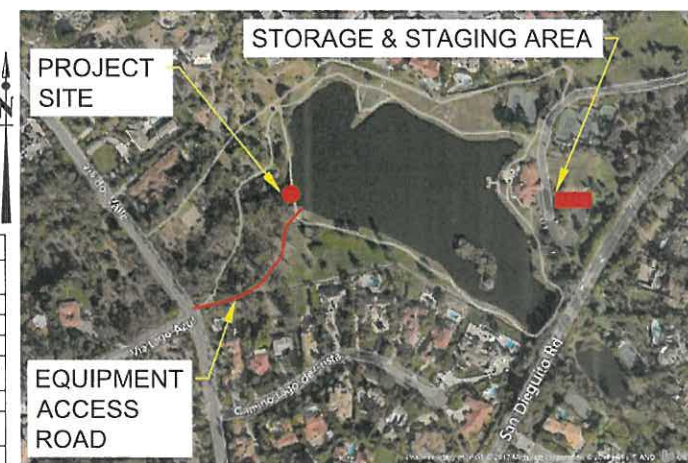 STORAGE & STAGING AREA
PROJECT
SITE
N
Via Lago Azul
EQUIPMENT
ACCESS
ROAD
Camino Lago de Cristo
San Dieguito Rd